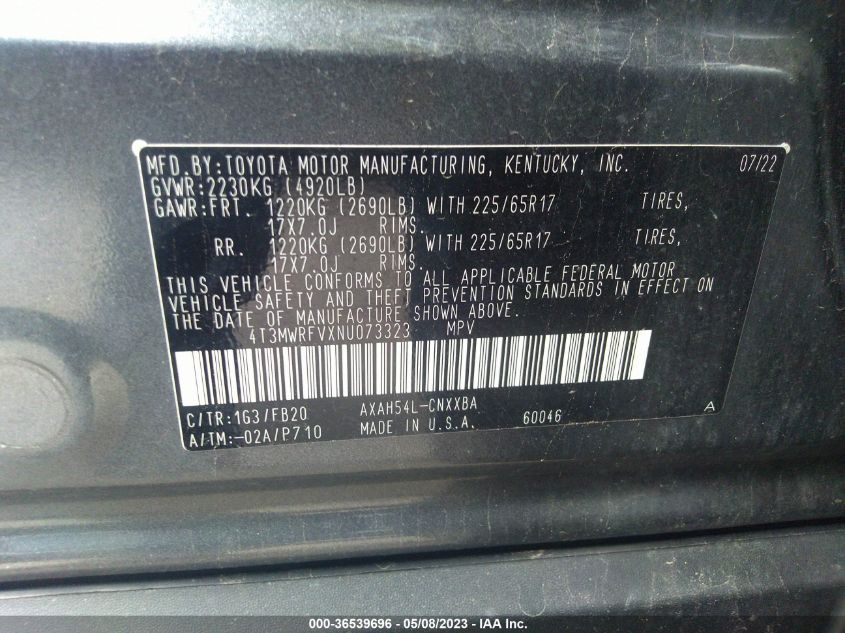 MFD.BY:TOYOTA MOTOR MANUFACTURING, KENTUCKY, INC. 07/22
GVWR:2230KG (4920LB)
GAWR:FRT. 1220KG (2690LB) WITH 225/65R17 TIRES,
17X7.0J RIMS.
RR. 1220KG (2690LB) WITH 225/65R17 TIRES,
17X7.0J RIMS.
THIS VEHICLE CONFORMS TO ALL APPLICABLE FEDERAL MOTOR
VEHICLE SAFETY AND THEFT PREVENTION STANDARDS IN EFFECT ON
THE DATE OF MANUFACTURE SHOWN ABOVE.
4T3MWRFVXNU073323 MPV
C/TR:1G3/FB20 AXAH54L-CNXXBA
A/TM:-02A/P710 MADE IN U.S.A. 60046 A
000-36539696 - 05/08/2023 - IAA Inc.